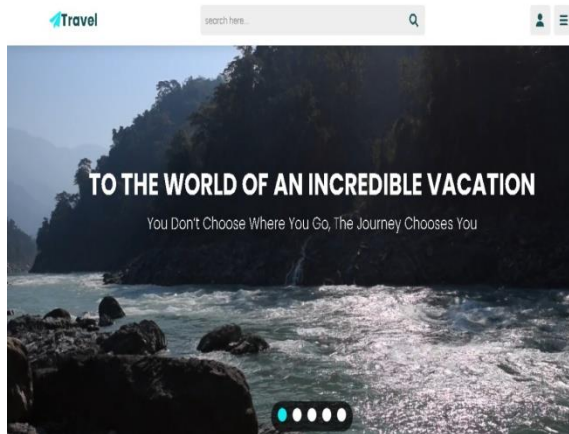 Travel
search here...
TO THE WORLD OF AN INCREDIBLE VACATION
You Don't Choose Where You Go, The Journey Chooses You